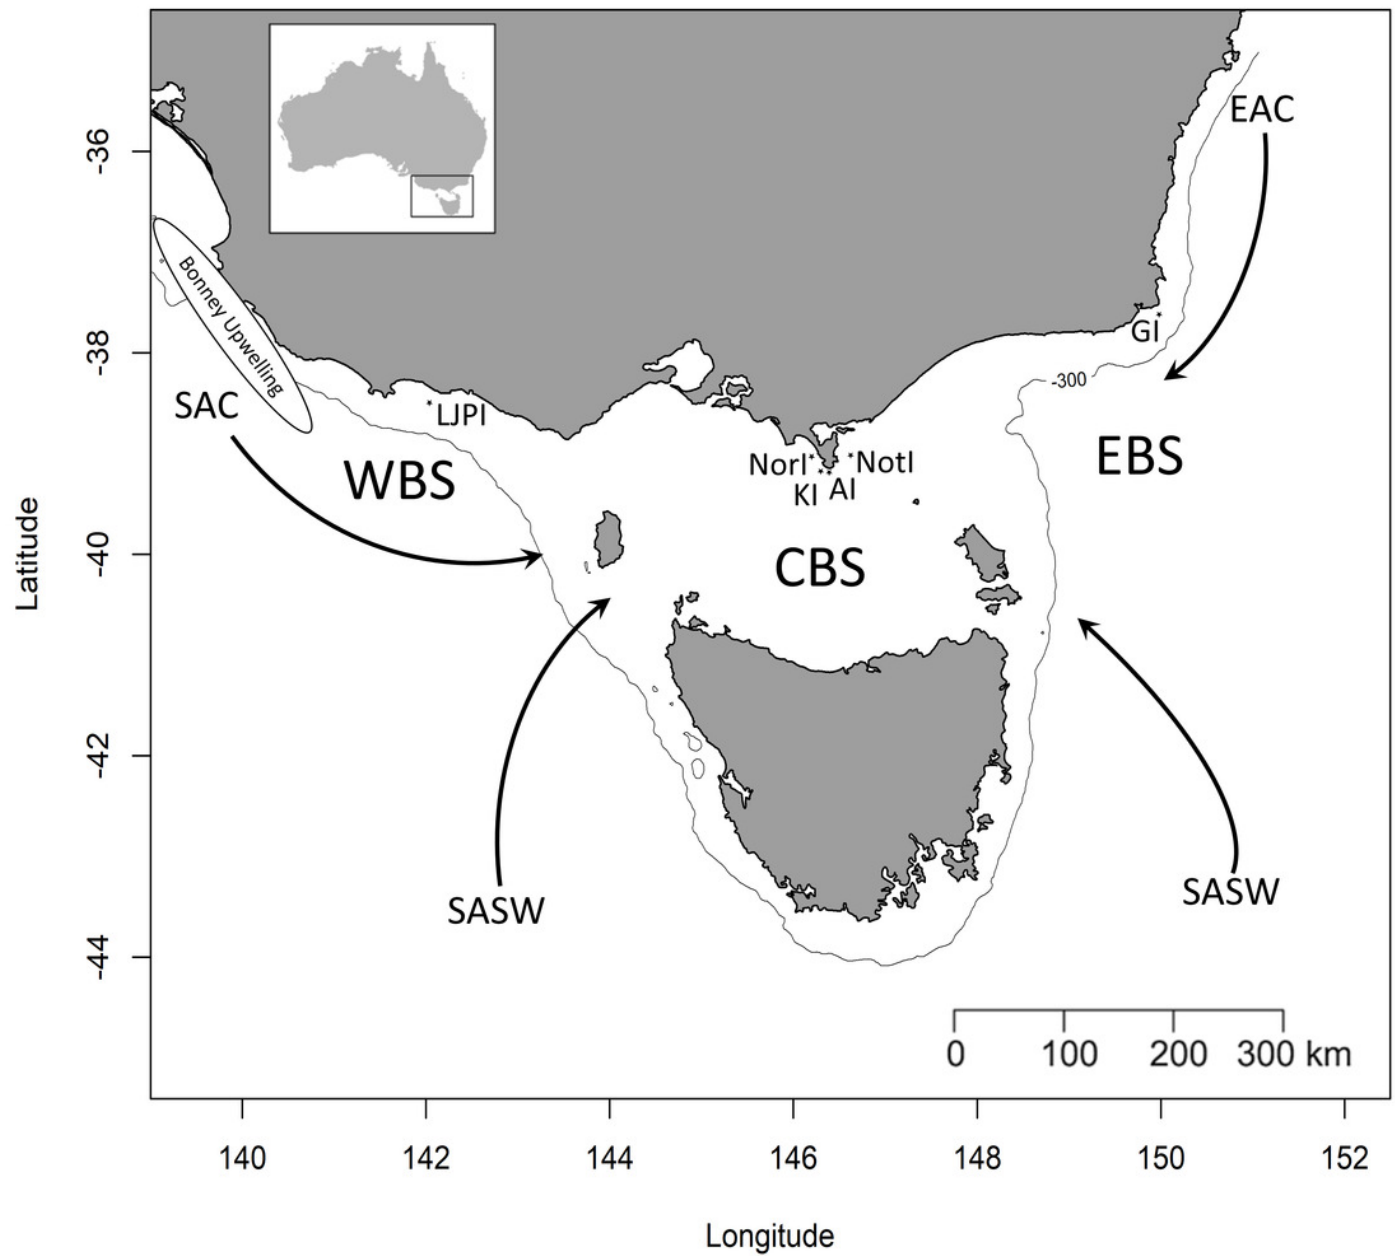 EAC
-36
Bonney Upwelling
GI
-38
-300
SAC
LJPI
WBS
EBS
NorI
NotI
KI
AI
Latitude
-40
CBS
-42
SASW
SASW
-44
0 100 200 300 km
140 142 144 146 148 150 152
Longitude